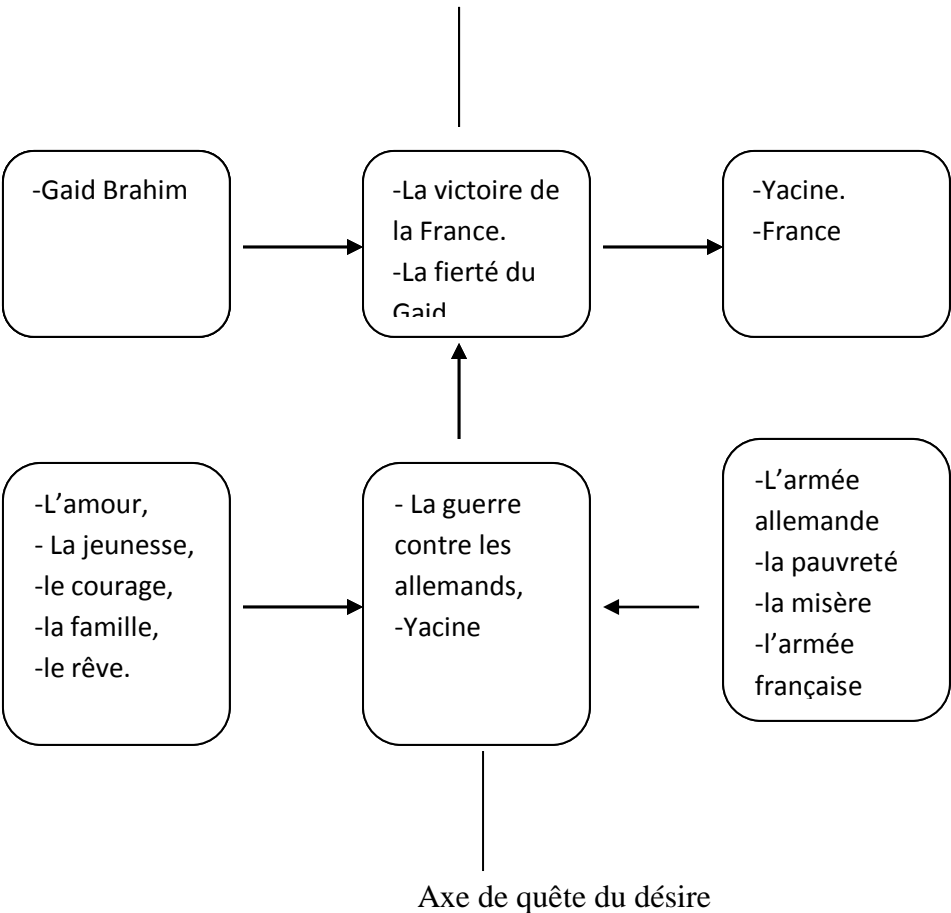 -Gaid Brahim
-La victoire de
la France.
-La fierté du
Gaid
-Yacine.
-France
-L’amour,
- La jeunesse,
-le courage,
-la famille,
-le rêve.
- La guerre
contre les
allemands,
-Yacine
-L’armée
allemande
-la pauvreté
-la misère
-l’armée
française
Axe de quête du désire